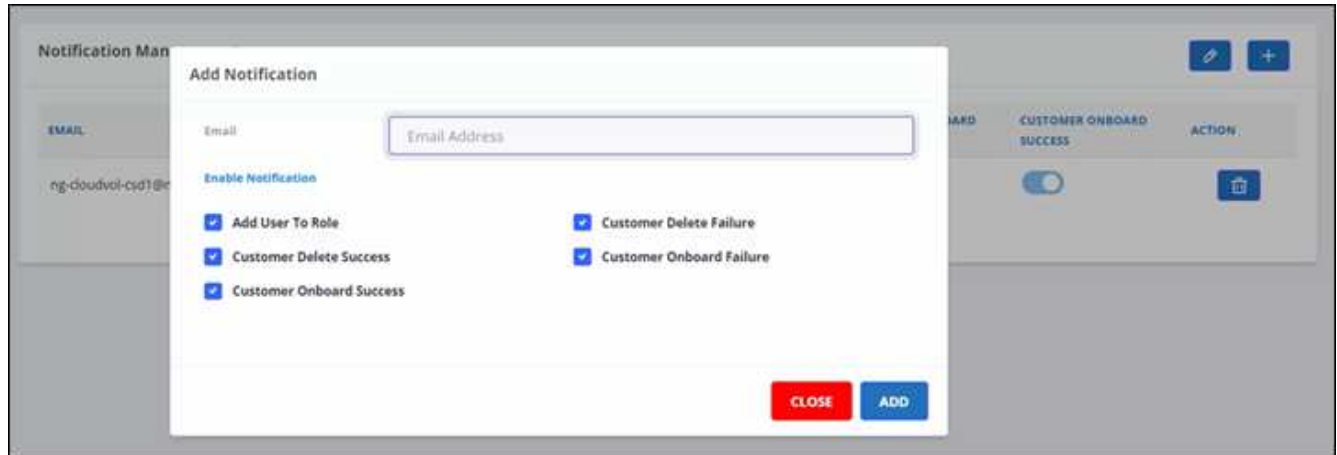 Notification Man
Add Notification
EMAIL
Email
Email Address
CUSTOMER ONBOARD
SUCCESS
ACTION
ng-cloudvol-csd1@
Enable Notification
Add User To Role
Customer Delete Failure
Customer Delete Success
Customer Onboard Failure
Customer Onboard Success
CLOSE
ADD